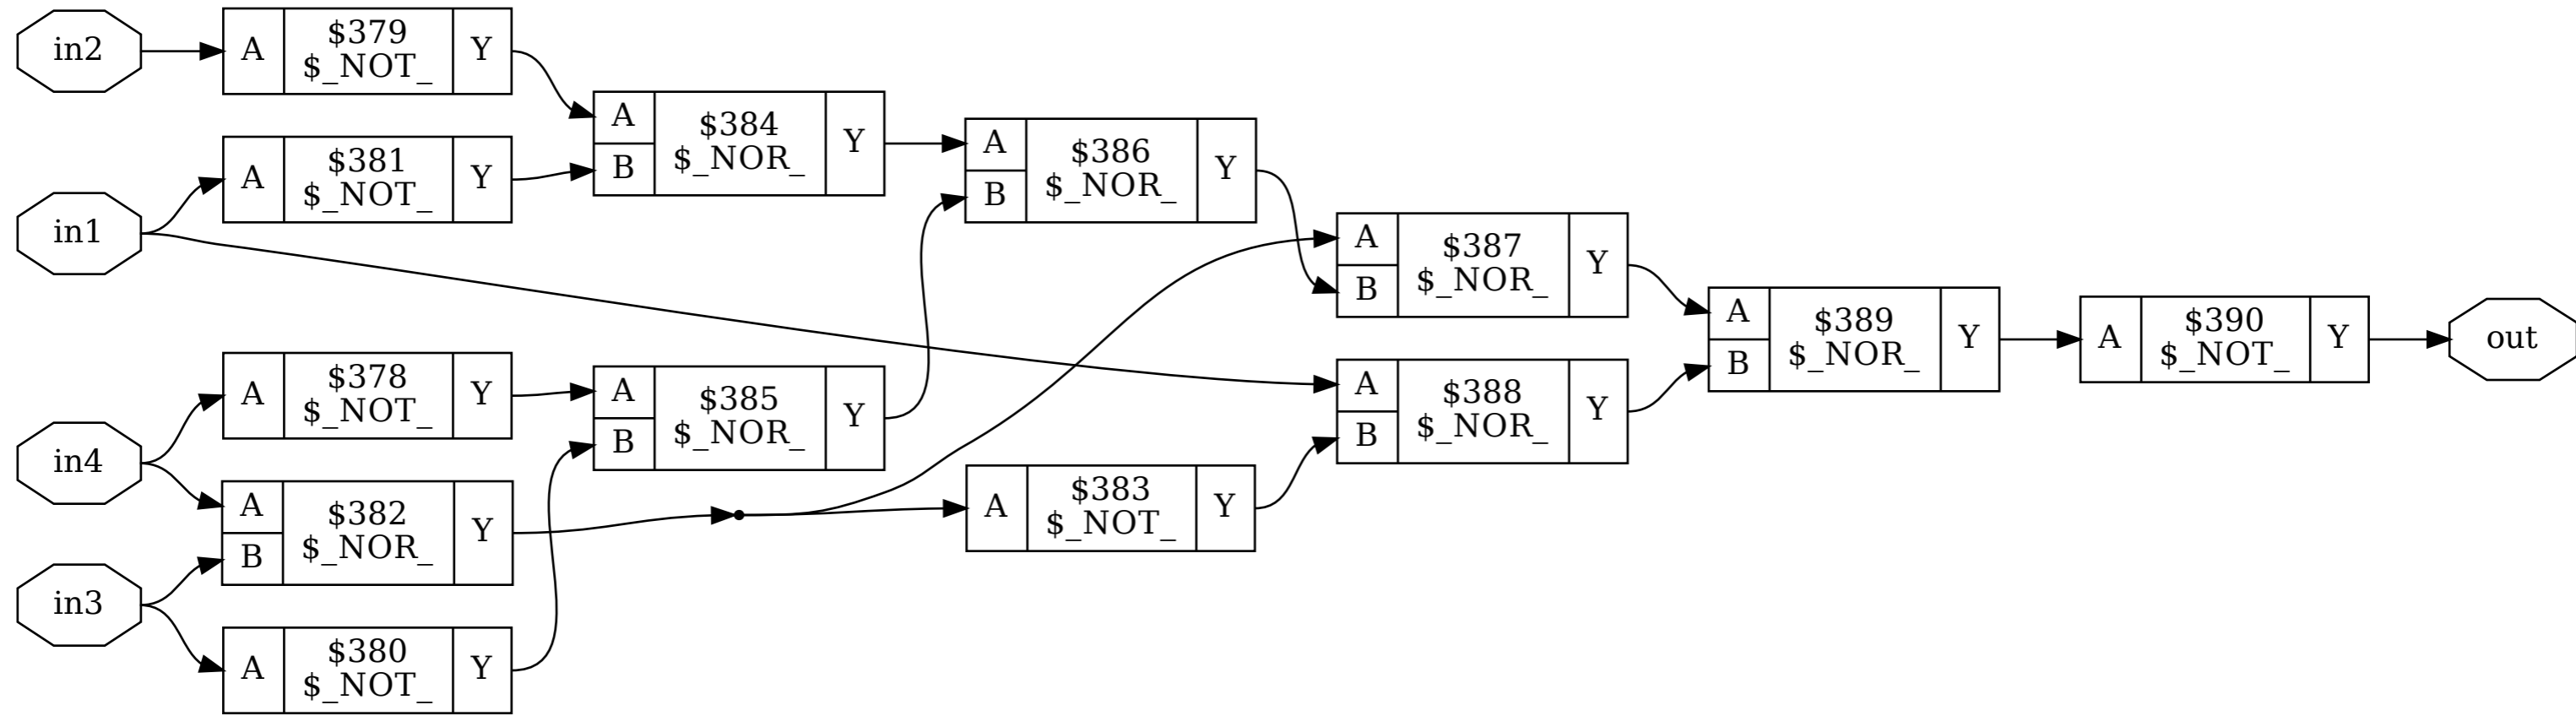 in2
A
$379
$_NOT_
Y
in1
A
$381
$_NOT_
Y
A
B
$384
$_NOR_
Y
A
B
$386
$_NOR_
Y
in4
A
$378
$_NOT_
Y
A
B
$385
$_NOR_
Y
A
B
$382
$_NOR_
Y
in3
A
$380
$_NOT_
Y
A
$383
$_NOT_
Y
A
B
$387
$_NOR_
Y
A
B
$388
$_NOR_
Y
A
B
$389
$_NOR_
Y
A
$390
$_NOT_
Y
out